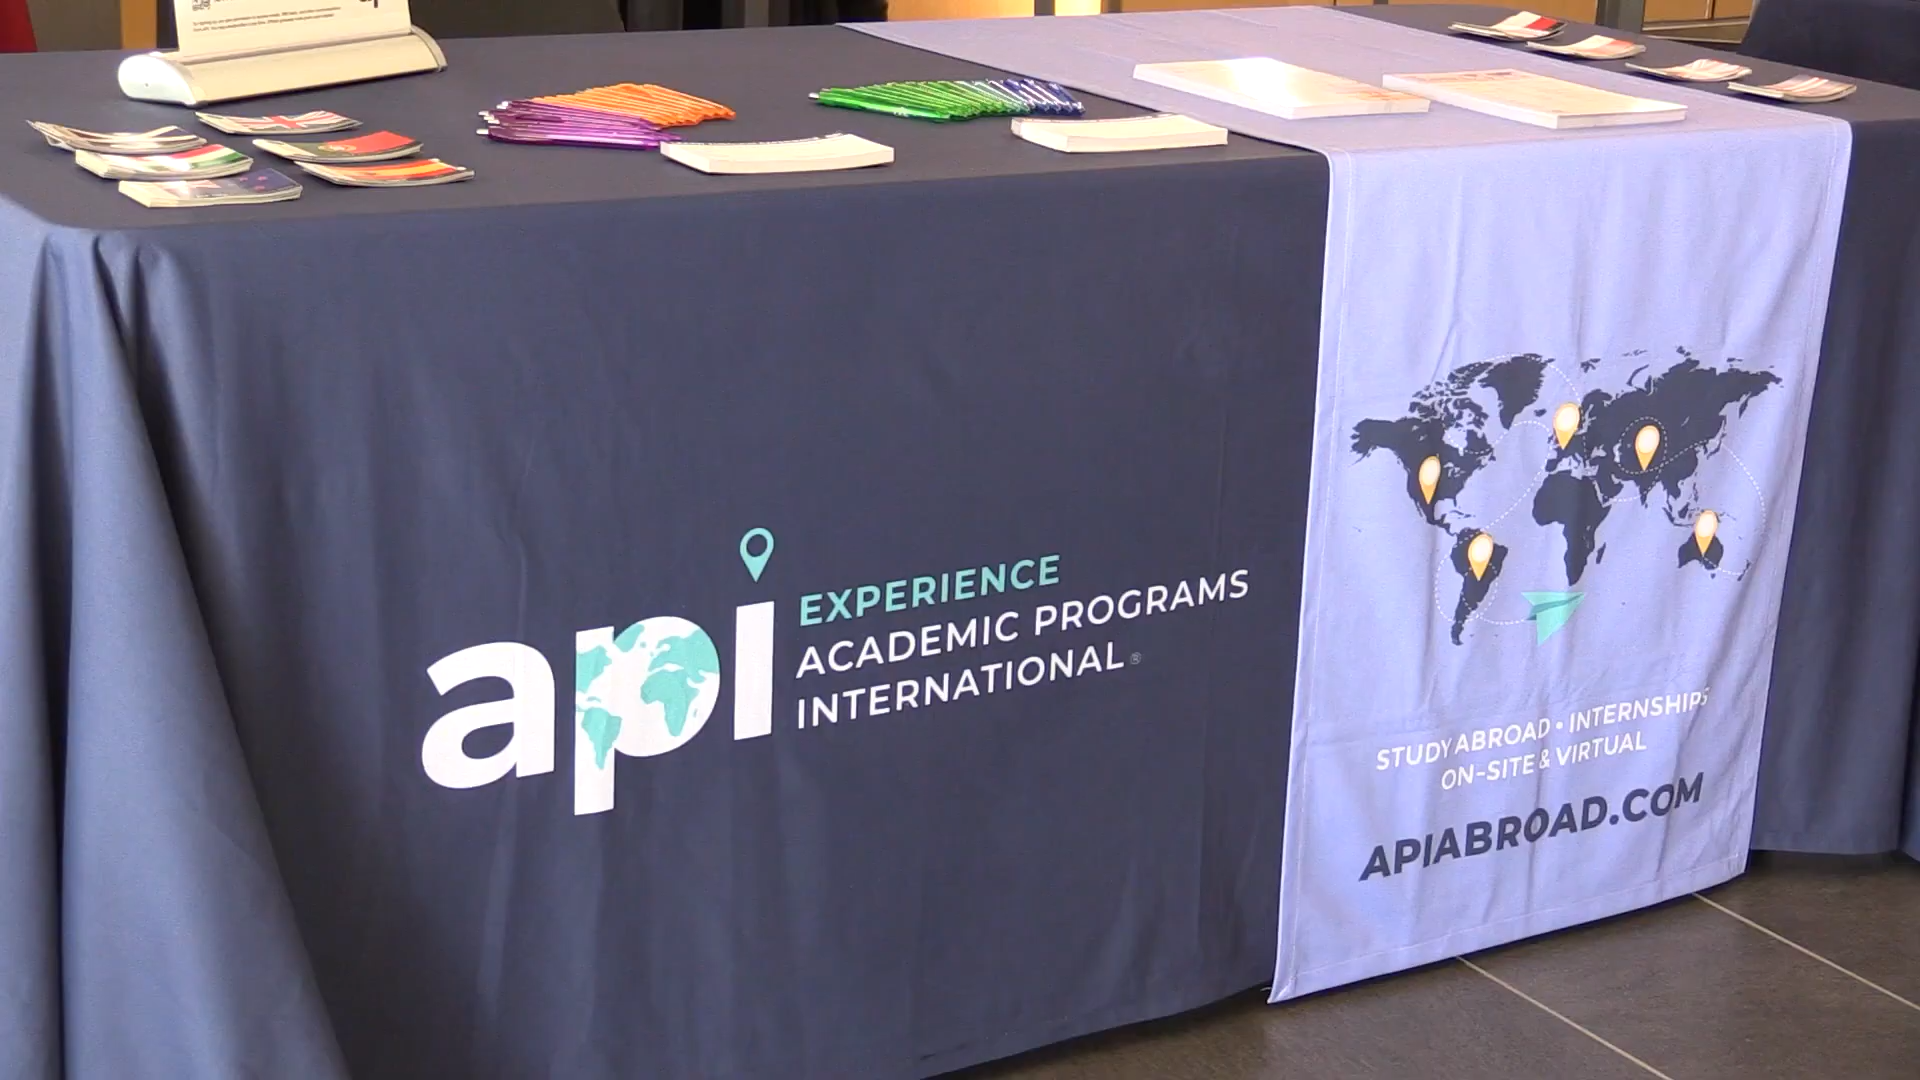 api
EXPERIENCE
ACADEMIC PROGRAMS
INTERNATIONAL®
STUDY ABROAD • INTERNSHIPS
ON-SITE & VIRTUAL
APIABROAD.COM